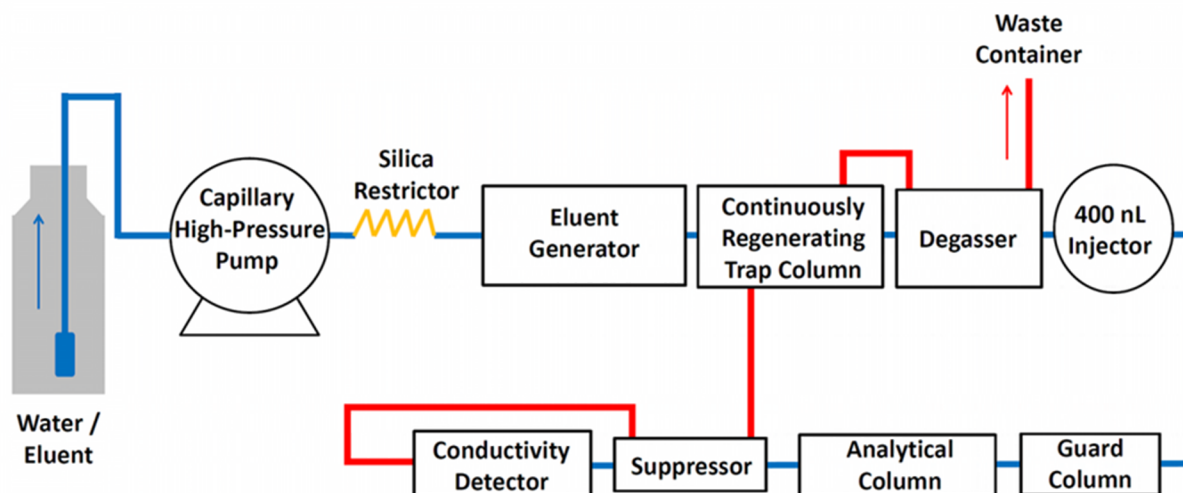 Waste
Container
Silica
Restrictor
Capillary
High-Pressure
Pump
Eluent
Generator
Continuously
Regenerating
Trap Column
Degasser
400 nL
Injector
Water /
Eluent
Conductivity
Detector
Suppressor
Analytical
Column
Guard
Column